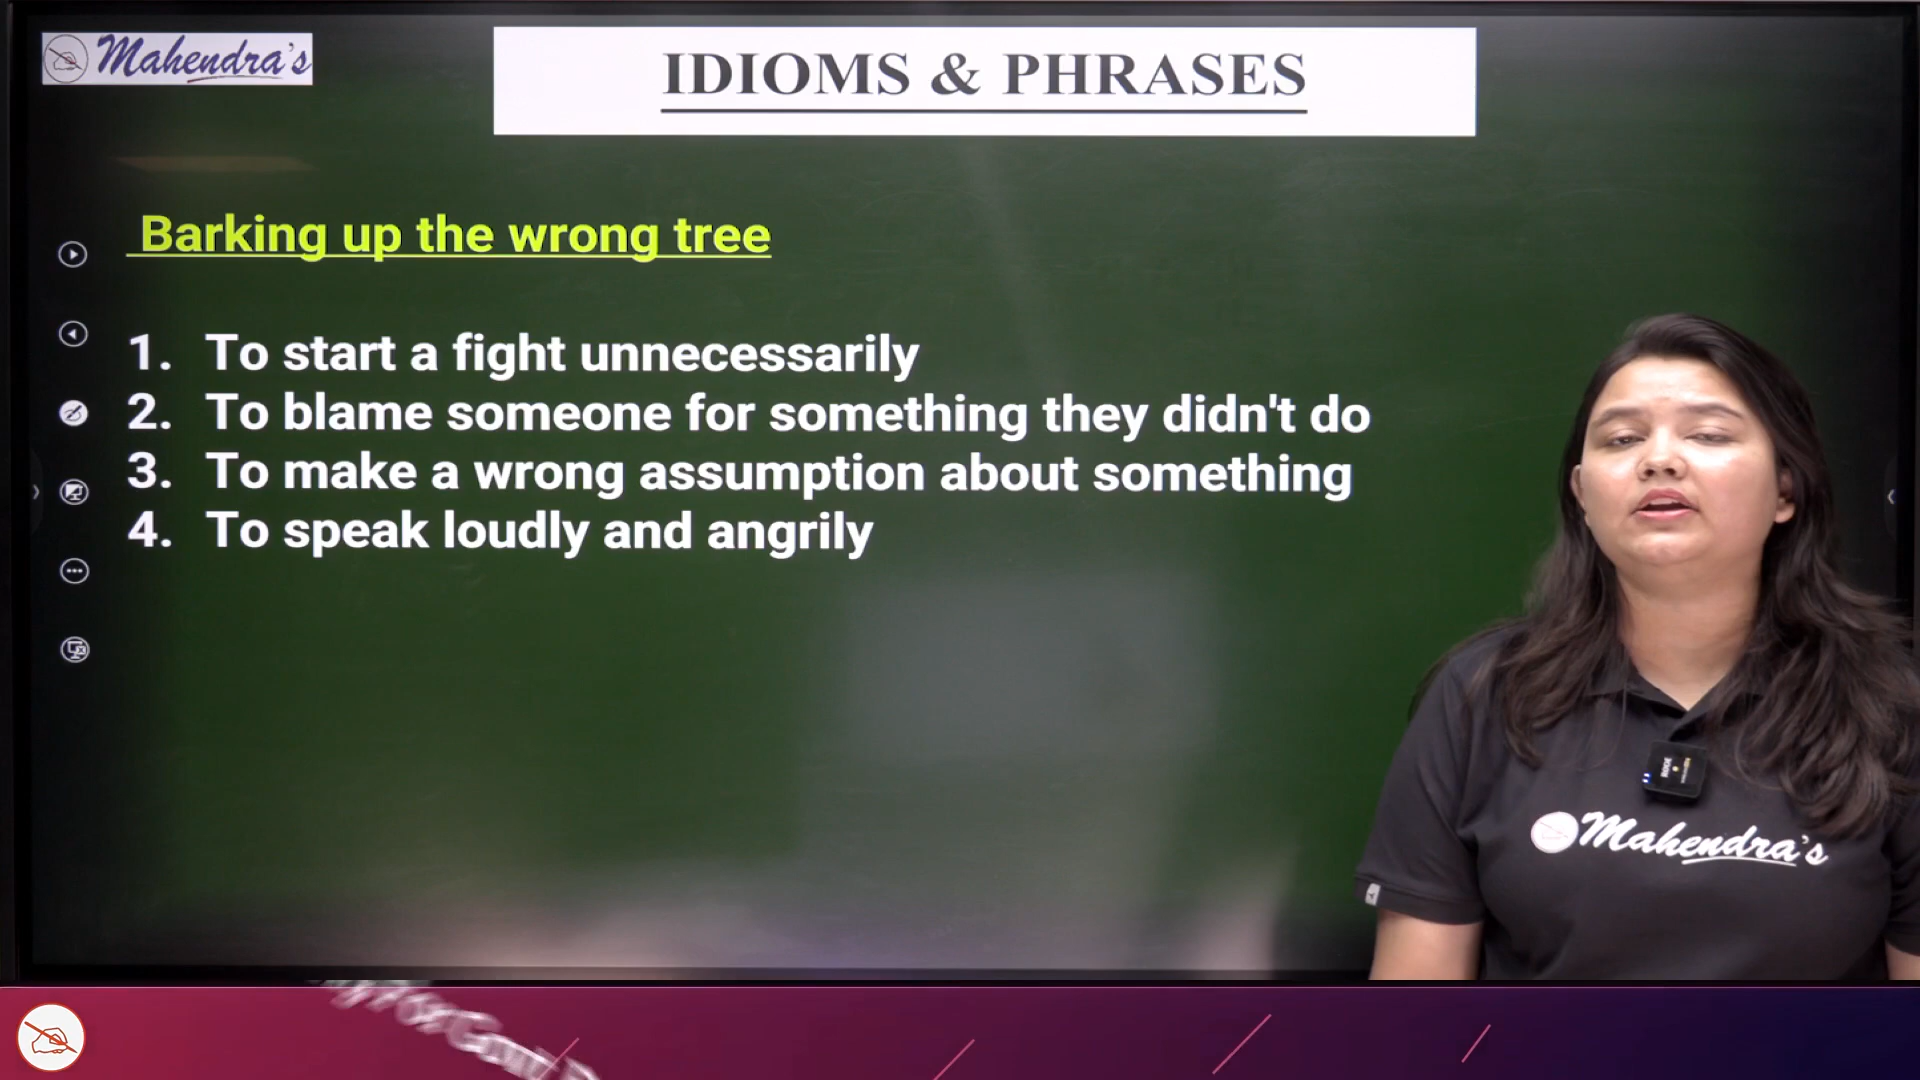 Mahendra's
IDIOMS & PHRASES
Barking up the wrong tree
1. To start a fight unnecessarily
2. To blame someone for something they didn't do
3. To make a wrong assumption about something
4. To speak loudly and angrily
RODE
Mahendra's